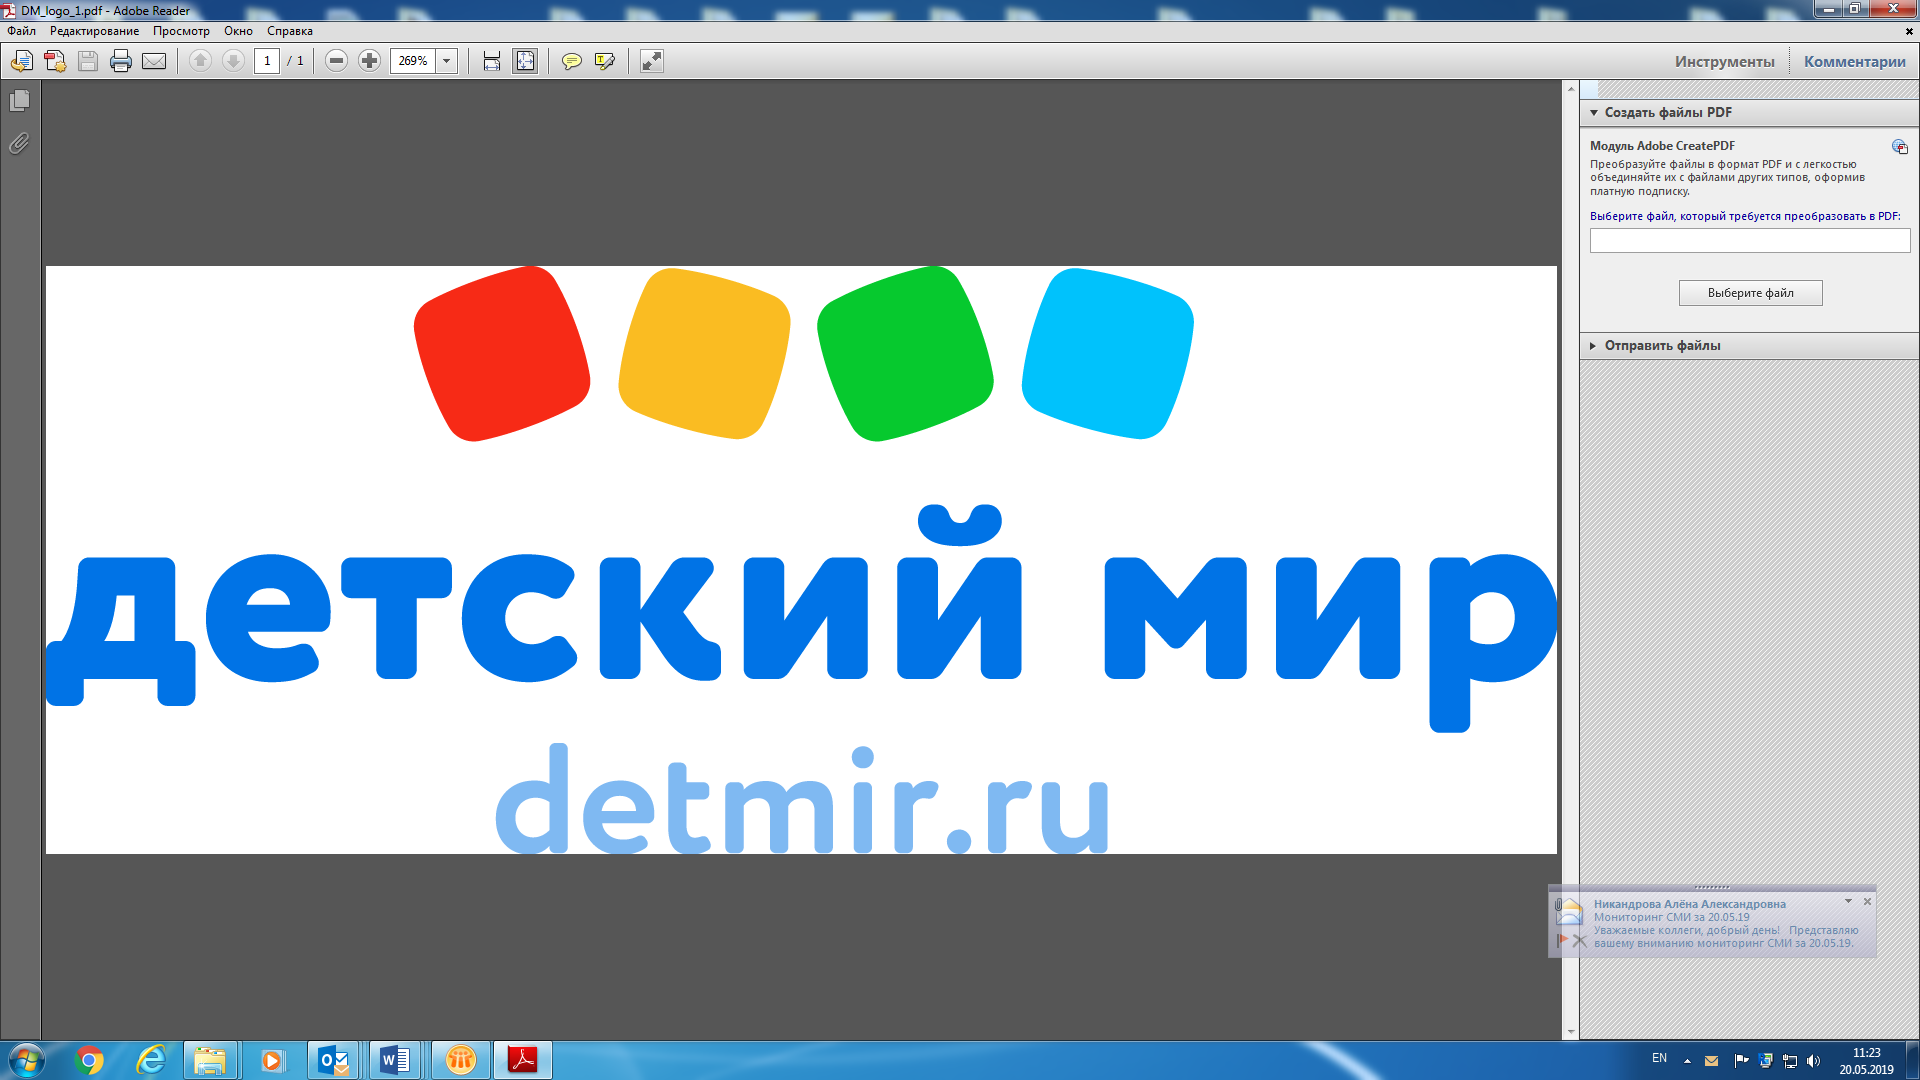 DM_logo_1.pdf - Adobe Reader
Файл Редактирование Просмотр Окно Справка
1 / 1 269% Инструменты Комментарии
Создать файлы PDF
Модуль Adobe CreatePDF
Преобразуйте файлы в формат PDF и с легкостью
объединяйте их с файлами других типов, оформив
платную подписку.
Выберите файл, который требуется преобразовать в PDF:
Выберите файл
Отправить файлы
детский мир
detmir.ru
Никандрова Алёна Александровна
Мониторинг СМИ за 20.05.19
Уважаемые коллеги, добрый день! Представляю
вашему вниманию мониторинг СМИ за 20.05.19.
EN
11:23
20.05.2019